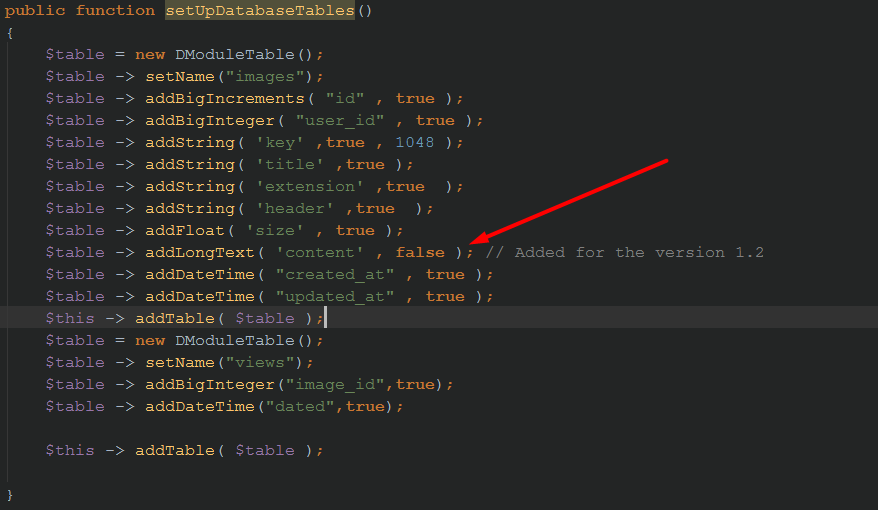 public function setUpDatabaseTables()
{
$table = new DModuleTable();
$table -> setName("images");
$table -> addBigIncrements( "id" , true );
$table -> addBigInteger( "user_id" , true );
$table -> addString( 'key' ,true , 1048 );
$table -> addString( 'title' ,true );
$table -> addString( 'extension' ,true  );
$table -> addString( 'header' ,true  );
$table -> addFloat( 'size' , true );
$table -> addLongText( 'content' , false ); // Added for the version 1.2
$table -> addDateTime( "created_at" , true );
$table -> addDateTime( "updated_at" , true );
$this -> addTable( $table );
$table = new DModuleTable();
$table -> setName("views");
$table -> addBigInteger("image_id",true);
$table -> addDateTime("dated",true);
$this -> addTable( $table );
}